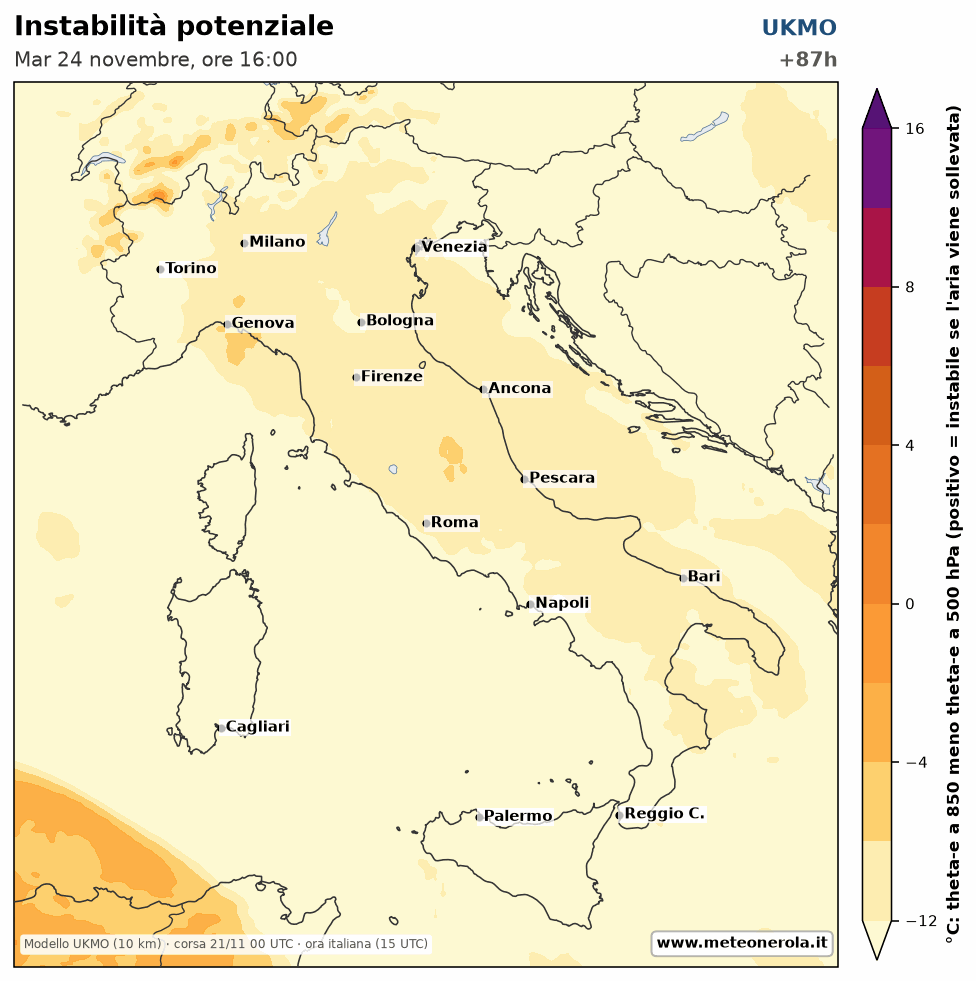 Instabilità potenziale
UKMO
Mar 24 novembre, ore 16:00
+87h
Milano
Venezia
Torino
Genova
Bologna
Firenze
Ancona
Pescara
Roma
Bari
Napoli
Cagliari
Palermo
Reggio C.
Modello UKMO (10 km) · corsa 21/11 00 UTC · ora italiana (15 UTC)
www.meteonerola.it
16
8
4
0
−4
−12
°C: theta-e a 850 meno theta-e a 500 hPa (positivo = instabile se l'aria viene sollevata)